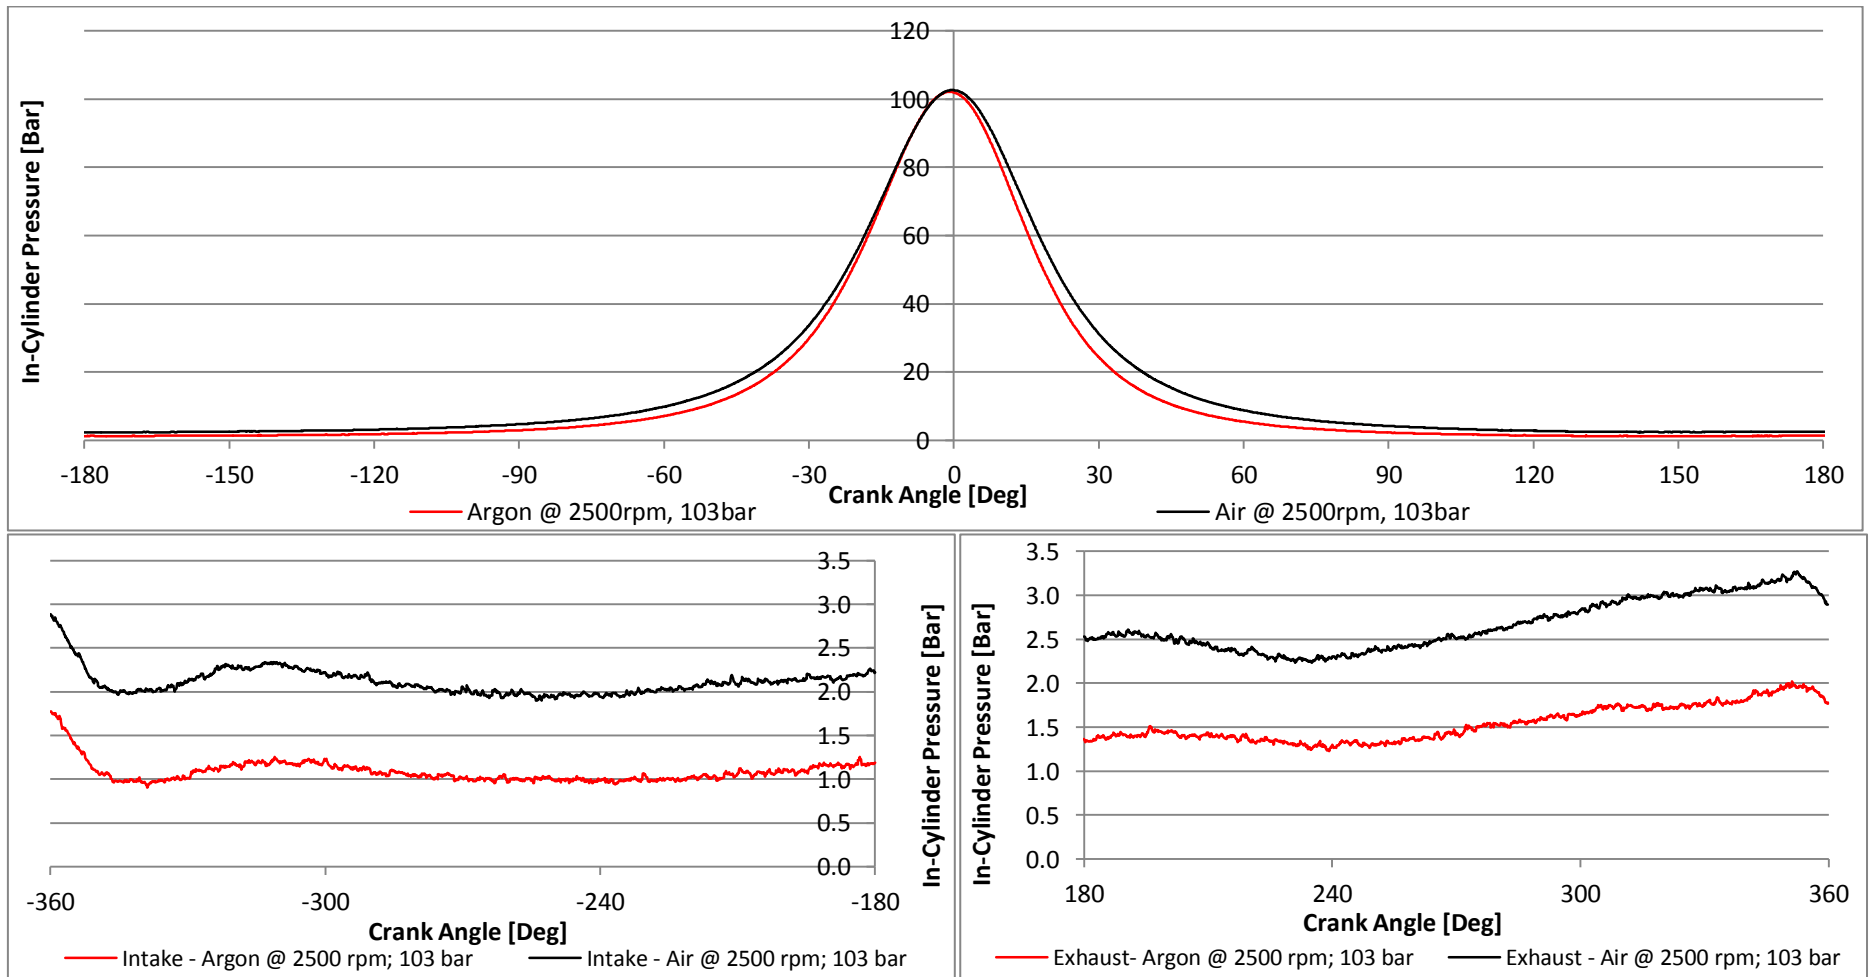 In-Cylinder Pressure [Bar]
120
100
80
60
40
20
0
-180 -150 -120 -90 -60 -30 0 30 60 90 120 150 180
Crank Angle [Deg]
Argon @ 2500rpm, 103bar Air @ 2500rpm, 103bar
3.5
3.0
2.5
2.0
1.5
1.0
0.5
0.0
In-Cylinder Pressure [Bar]
-360 -300 -240 -180
Crank Angle [Deg]
Intake - Argon @ 2500 rpm; 103 bar Intake - Air @ 2500 rpm; 103 bar
In-Cylinder Pressure [Bar]
3.5
3.0
2.5
2.0
1.5
1.0
0.5
0.0
180 240 300 360
Crank Angle [Deg]
Exhaust- Argon @ 2500 rpm; 103 bar Exhaust - Air @ 2500 rpm; 103 bar